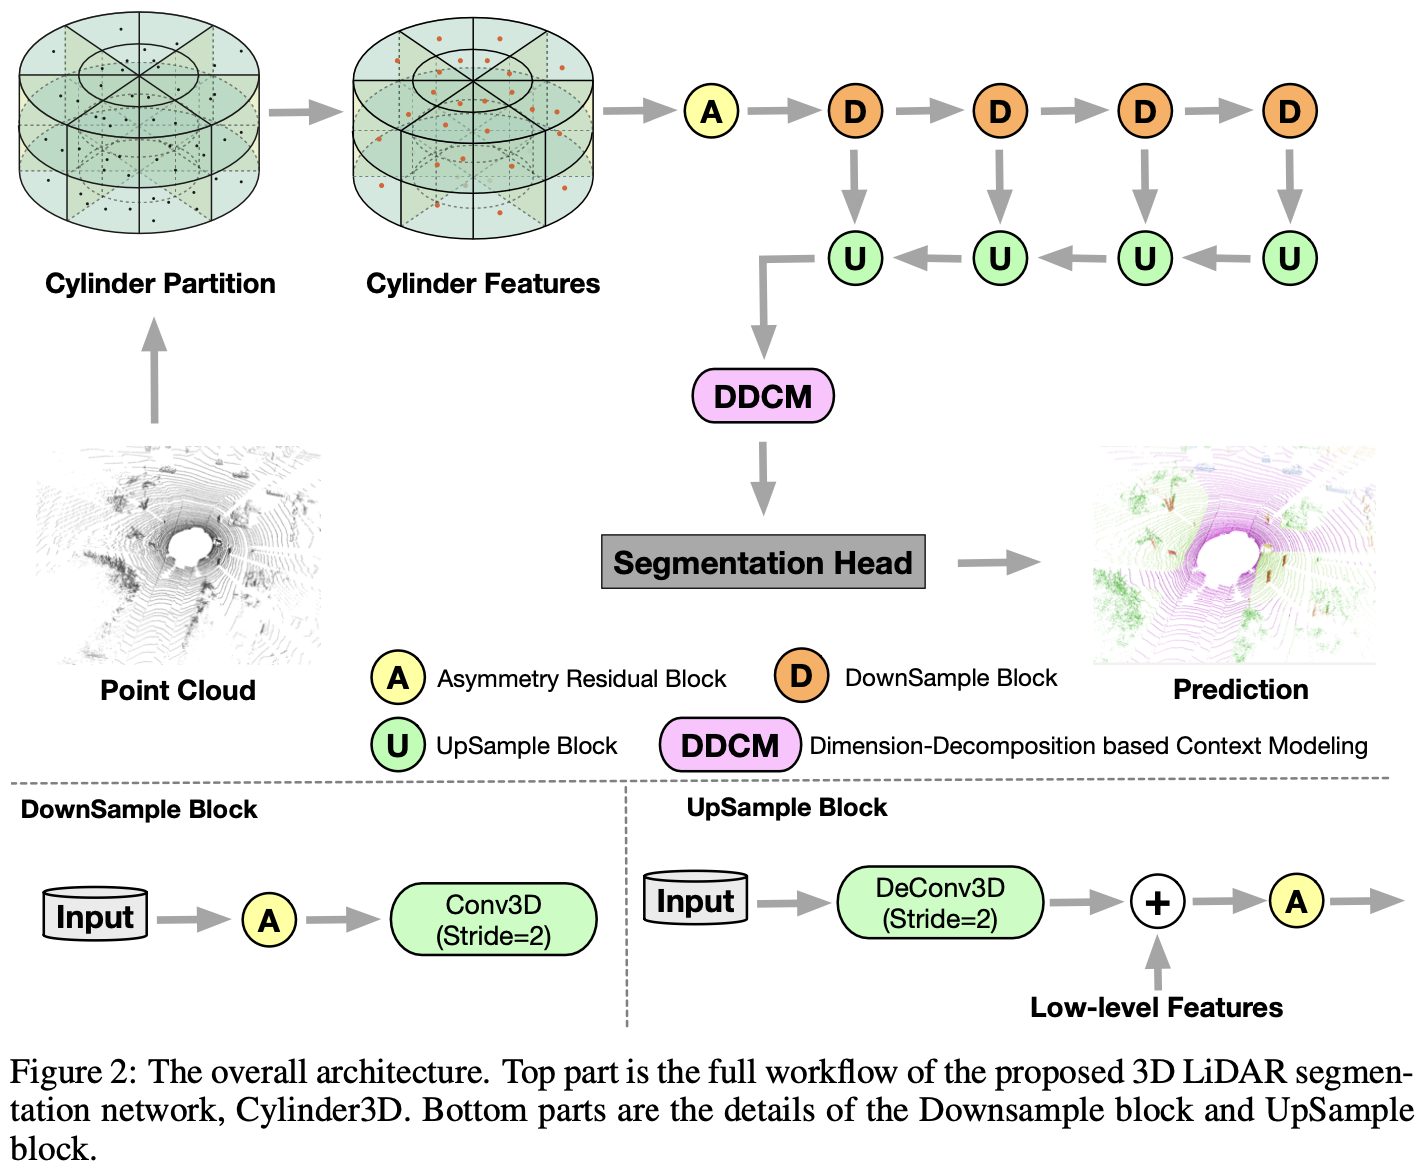 A D D D D
U U U U
Cylinder Partition Cylinder Features
DDCM
Segmentation Head
Point Cloud Prediction
A Asymmetry Residual Block D DownSample Block
U UpSample Block DDCM Dimension-Decomposition based Context Modeling
DownSample Block
Input A Conv3D
(Stride=2)
UpSample Block
Input DeConv3D
(Stride=2) + A
Low-level Features
Figure 2: The overall architecture. Top part is the full workflow of the proposed 3D LiDAR segmen-
tation network, Cylinder3D. Bottom parts are the details of the Downsample block and UpSample
block.